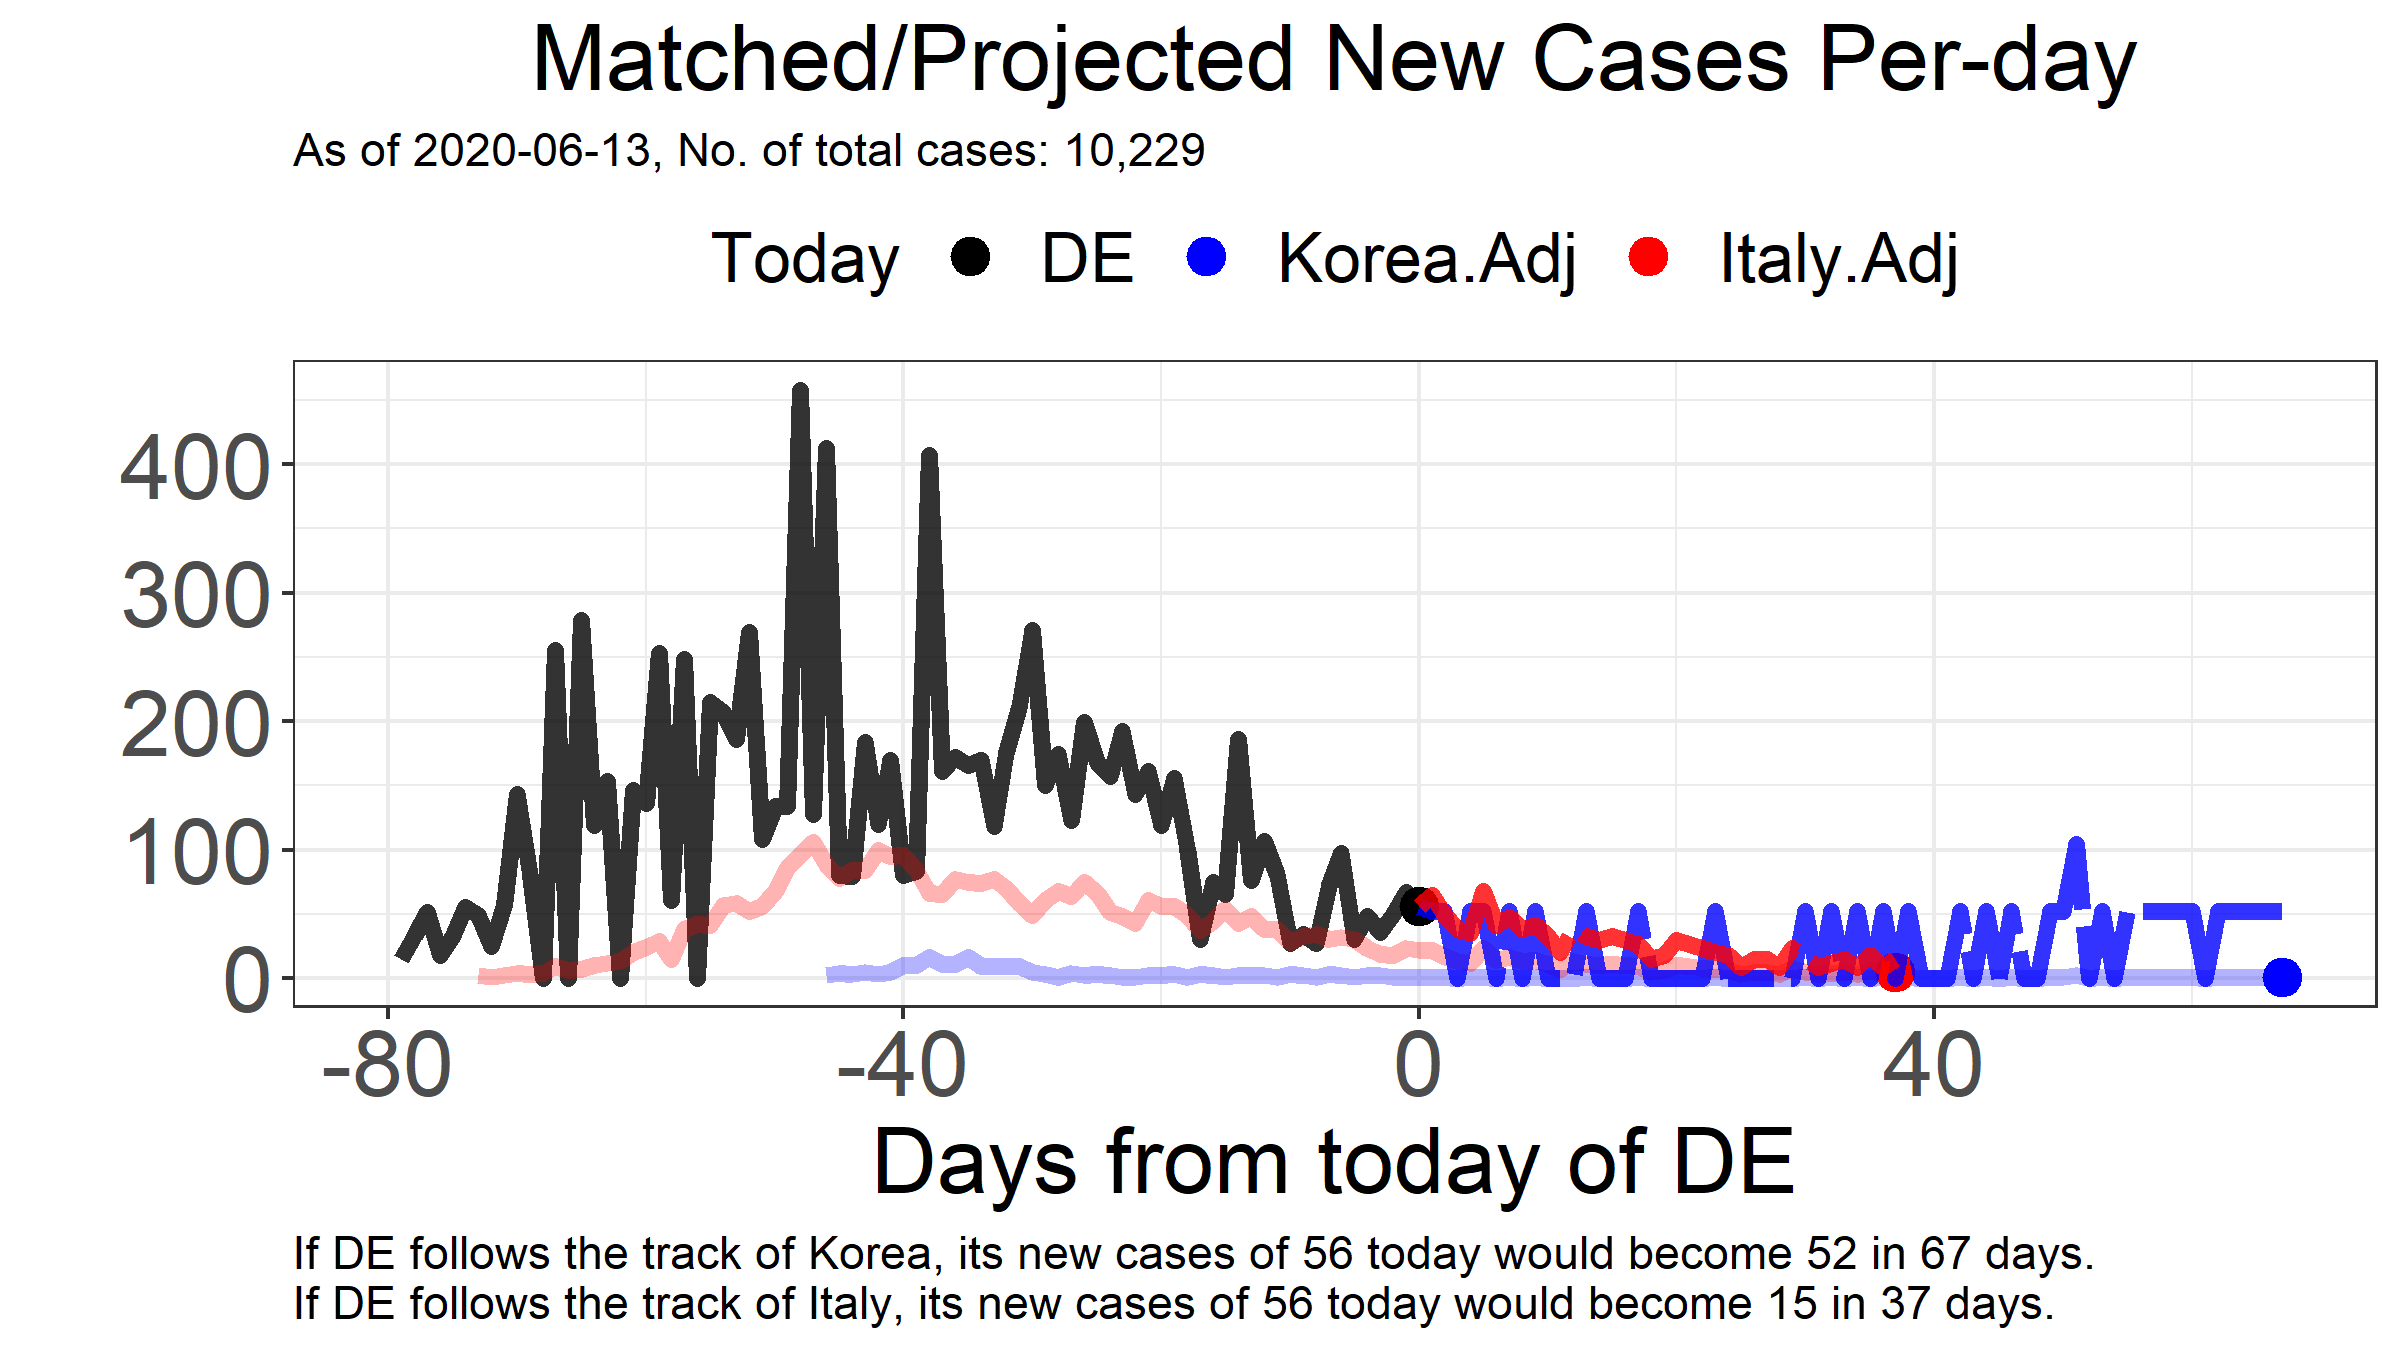 Matched/Projected New Cases Per-day
As of 2020-06-13, No. of total cases: 10,229
Today DE Korea.Adj Italy.Adj
400
300
200
100
0
-80 -40 0 40
Days from today of DE
If DE follows the track of Korea, its new cases of 56 today would become 52 in 67 days.
If DE follows the track of Italy, its new cases of 56 today would become 15 in 37 days.